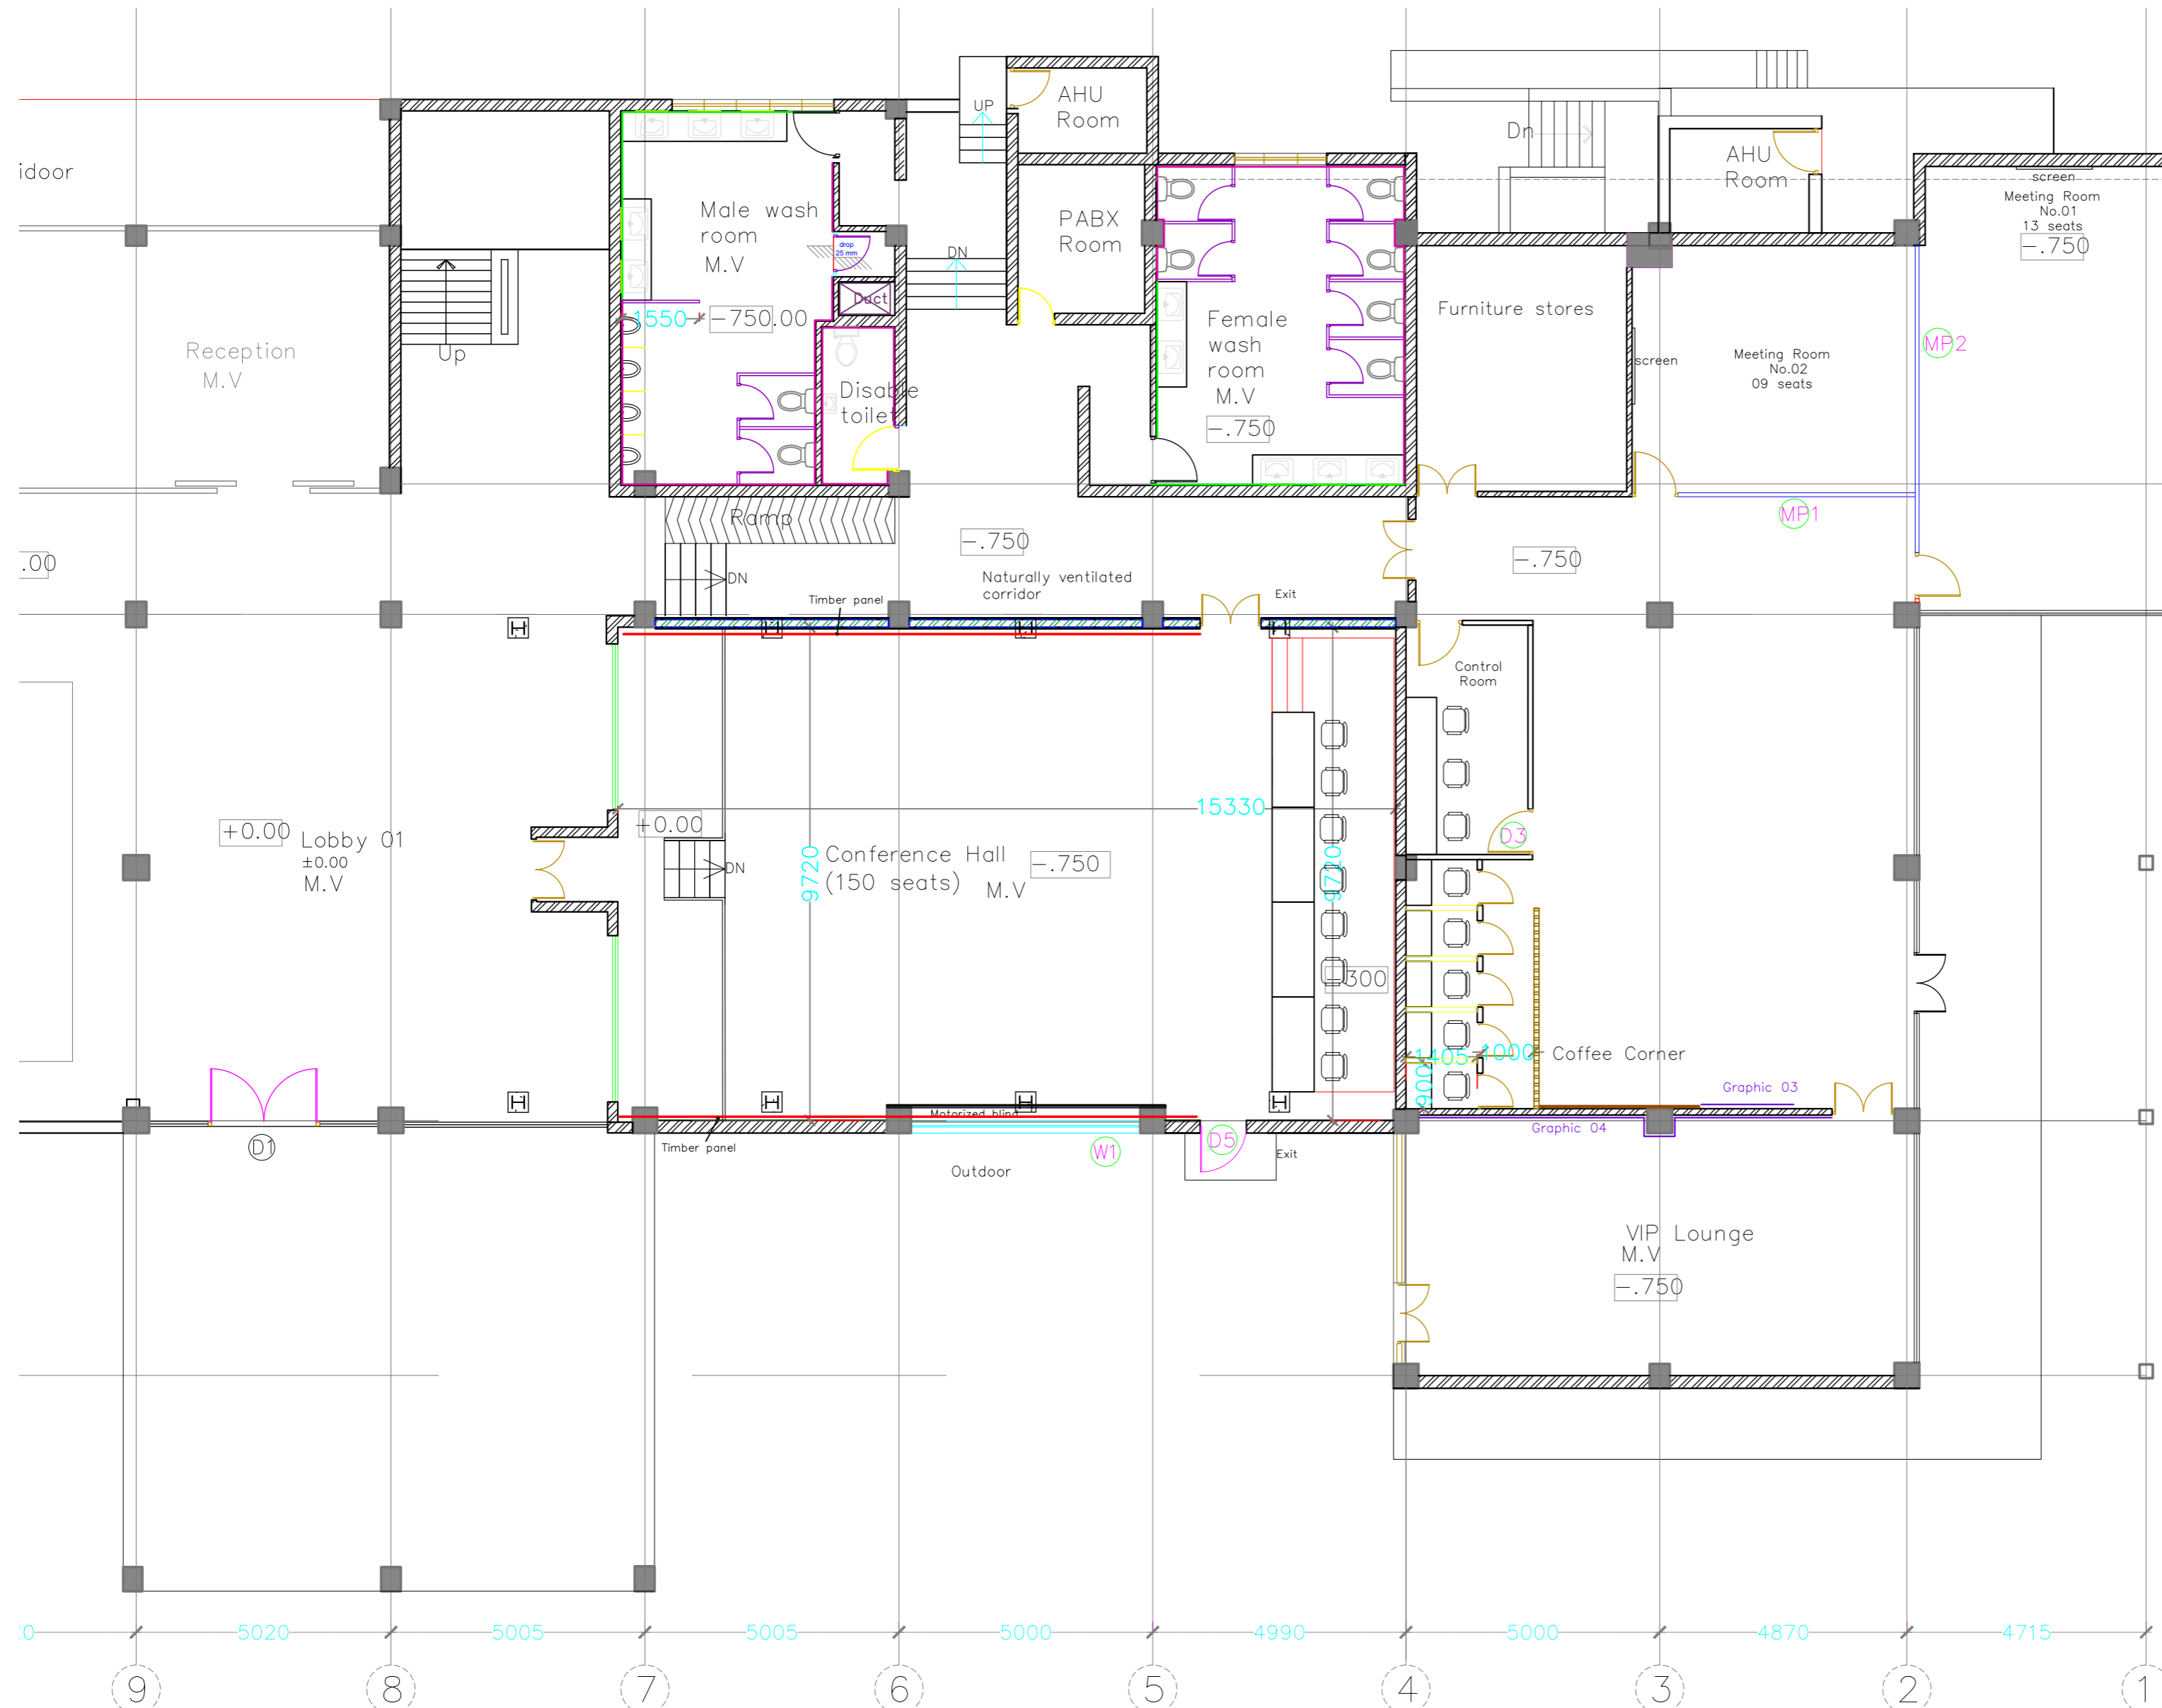 UP
AHU
Room
Dn
AHU
Room
screen
Meeting Room
No.01
13 seats
-.750
idoor
Male wash
room
M.V
drop
25 mm
DN
PABX
Room
Duct
1550
-750.00
Female
wash
room
M.V
-.750
Furniture stores
screen
Meeting Room
No.02
09 seats
MP2
Reception
M.V
Up
Disable
toilet
Ramp
MP1
.00
DN
-.750
Naturally ventilated
corridor
-.750
Timber panel
Exit
Control
Room
+0.00
Lobby 01
±0.00
M.V
+0.00
DN
15330
9720
Conference Hall
(150 seats)
M.V
-.750
9720
D3
-300
1405
1000
900
Coffee Corner
Graphic 03
Motorized blind
Graphic 04
D1
Timber panel
W1
D5
Exit
Outdoor
VIP Lounge
M.V
-.750
5020
5005
5005
5000
4990
5000
4870
4715
9
8
7
6
5
4
3
2
1